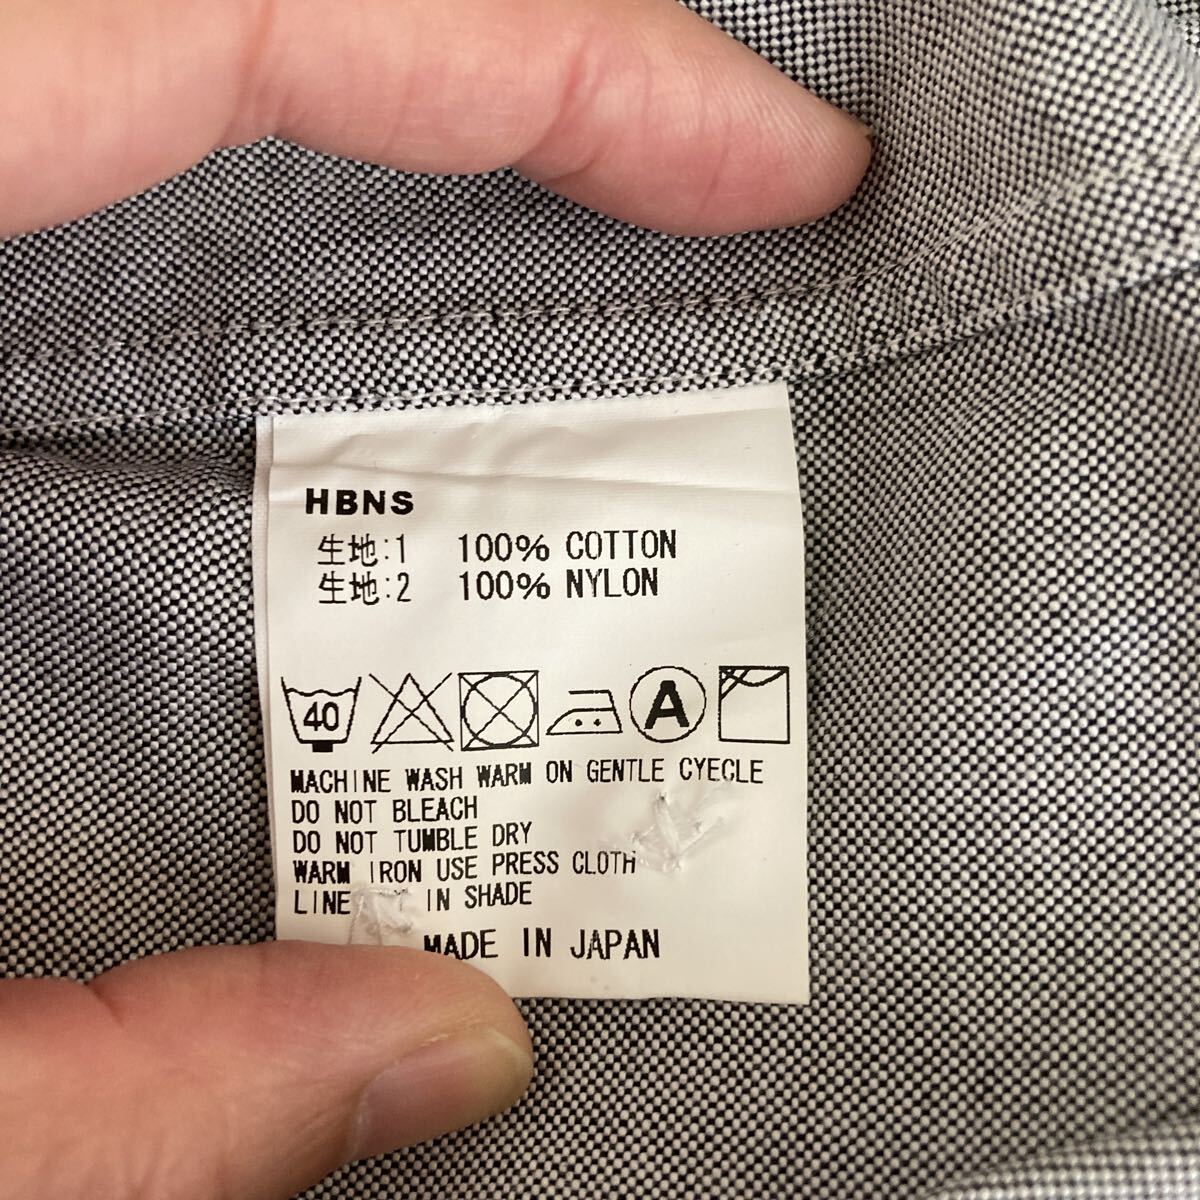 HBNS
生地:1 100% COTTON
生地:2 100% NYLON
40 A
MACHINE WASH WARM ON GENTLE CYECLE
DO NOT BLEACH
DO NOT TUMBLE DRY
WARM IRON USE PRESS CLOTH
LINE IN SHADE
MADE IN JAPAN